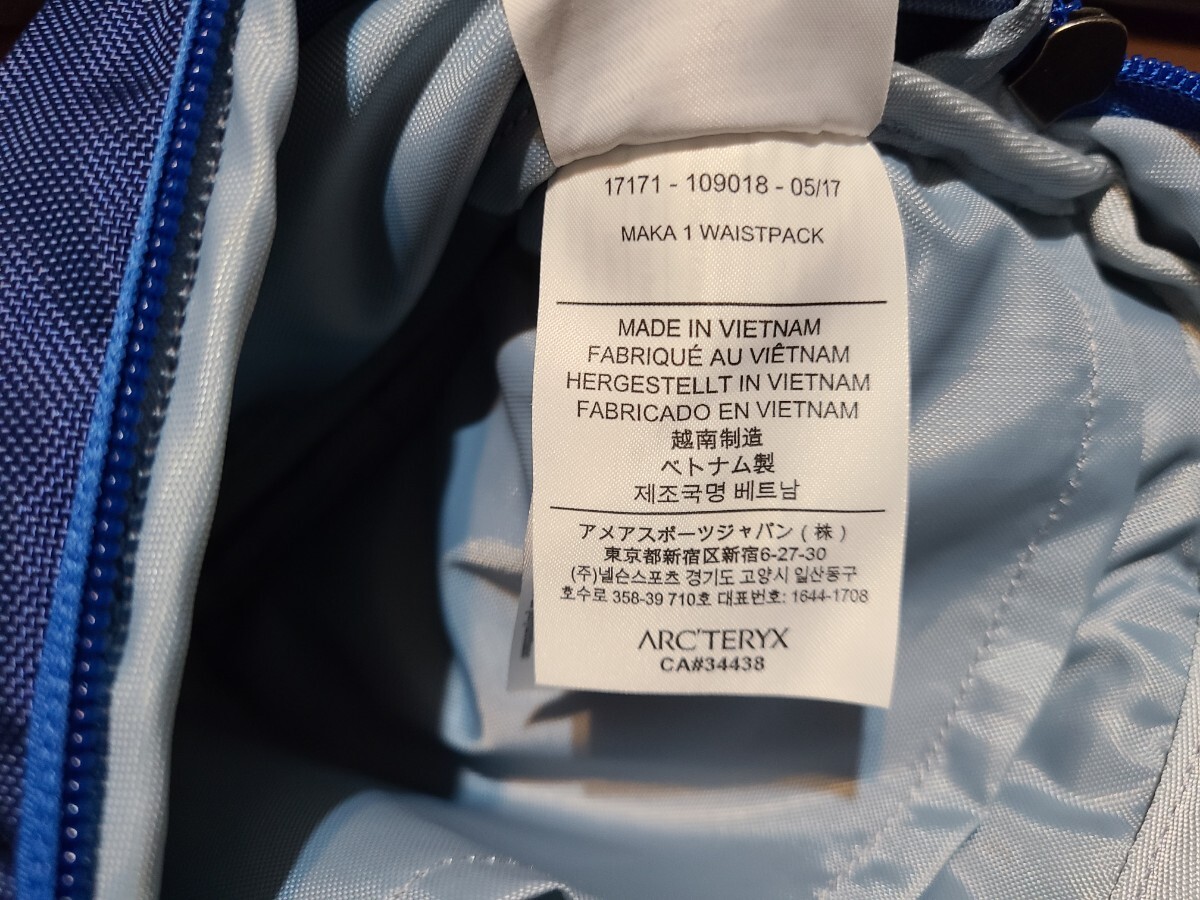 17171 - 109018 - 05/17
MAKA 1 WAISTPACK
MADE IN VIETNAM
FABRIQUÉ AU VIÊTNAM
HERGESTELLT IN VIETNAM
FABRICADO EN VIETNAM
越南制造
ベトナム製
제조국명 베트남
アメアスポーツジャパン(株)
東京都新宿区新宿6-27-30
(주)넬슨스포츠 경기도 고양시 일산동구
호수로 358-39 710호 대표번호: 1644-1708
ARC'TERYX
CA#34438